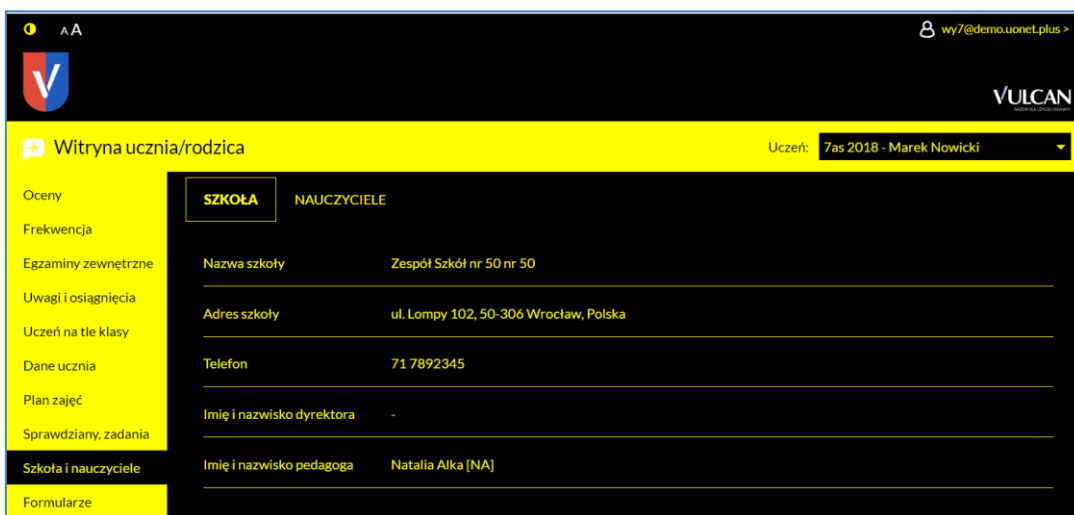 AA
wy7@demo.uonet.plus >
V
VULCAN
Witryna ucznia/rodzica
Uczeń: 7as 2018 - Marek Nowicki
Oceny
Frekwencja
Egzaminy zewnętrzne
Uwagi i osiągnięcia
Uczeń na tle klasy
Dane ucznia
Plan zajęć
Sprawdziany, zadania
Szkoła i nauczyciele
Formularze
SZKOŁA NAUCZYCIELE
Nazwa szkoły Zespół Szkół nr 50 nr 50
Adres szkoły ul. Lompy 102, 50-306 Wrocław, Polska
Telefon 71 7892345
Imię i nazwisko dyrektora -
Imię i nazwisko pedagoga Natalia Alka [NA]